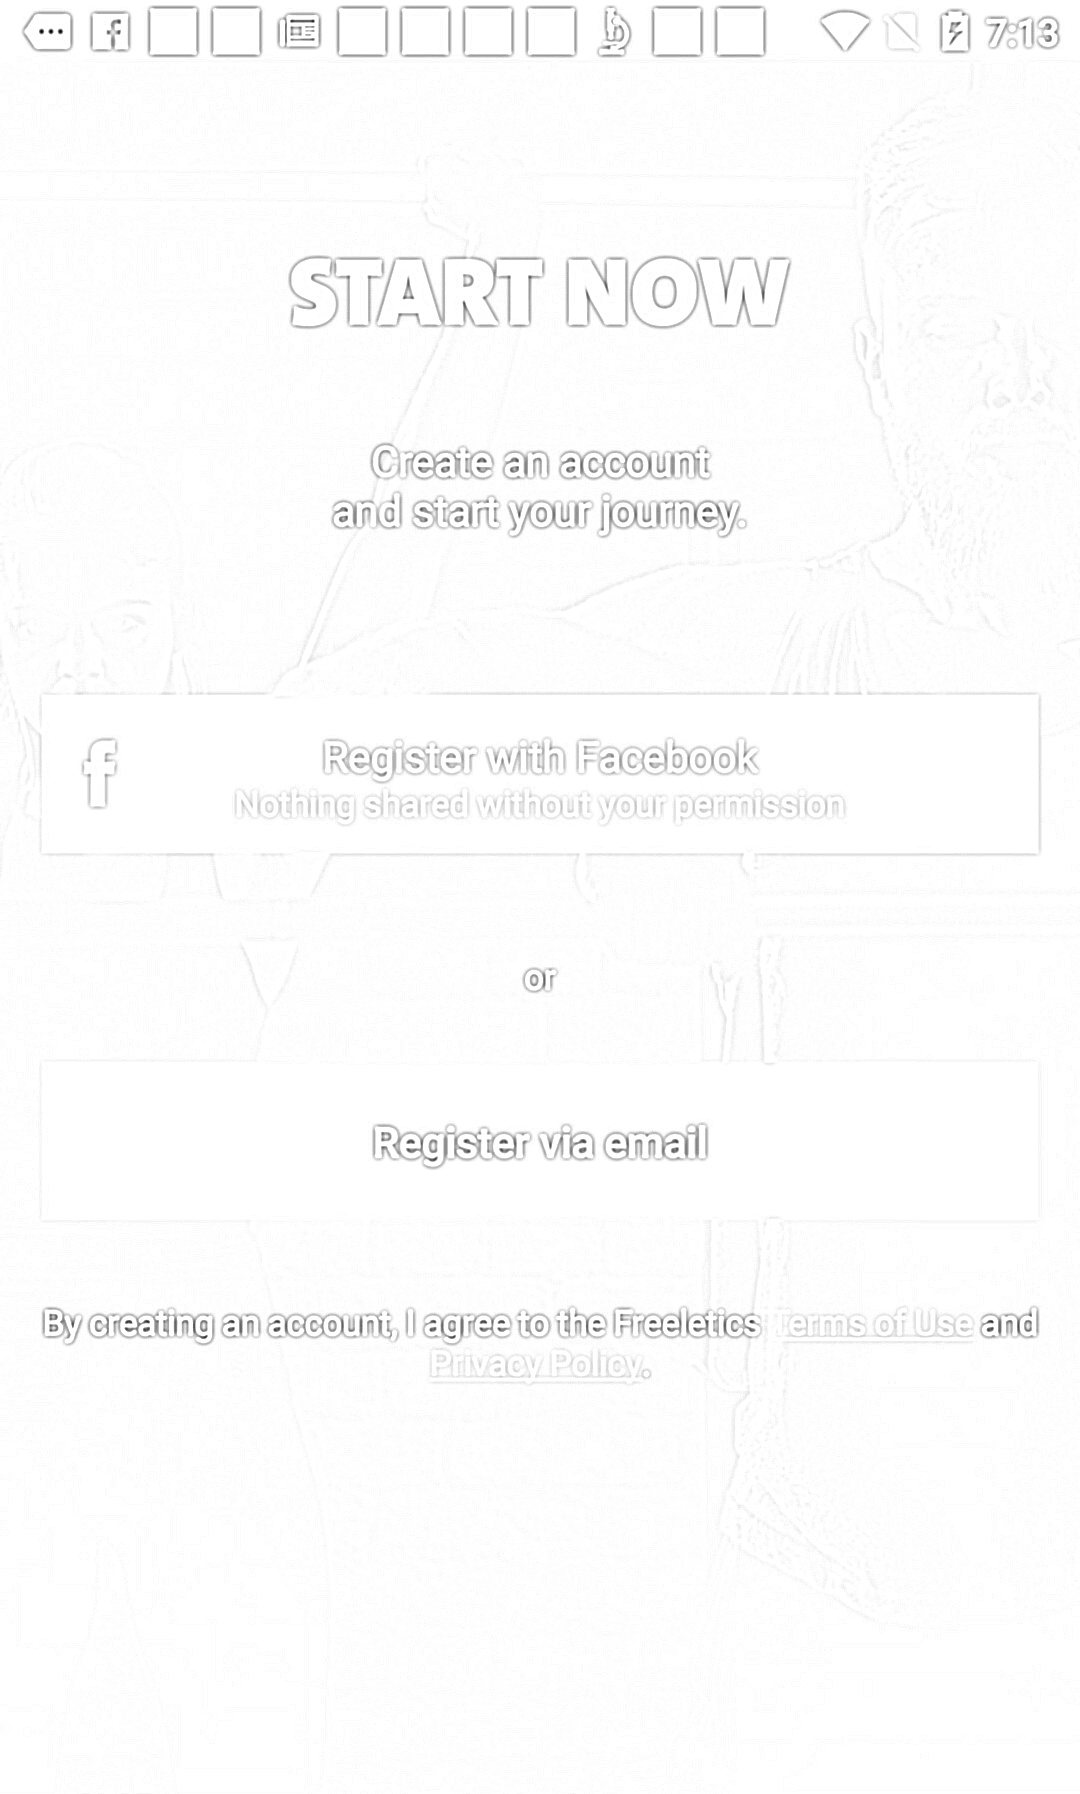 7:13
START NOW
Create an account
and start your journey.
Register with Facebook
Nothing shared without your permission
or
Register via email
By creating an account, I agree to the Freeletics Terms of Use and
Privacy Policy.